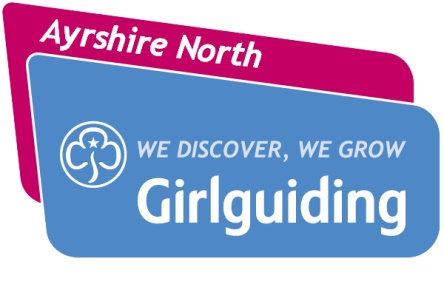 Ayrshire North
WE DISCOVER, WE GROW
Girlguiding